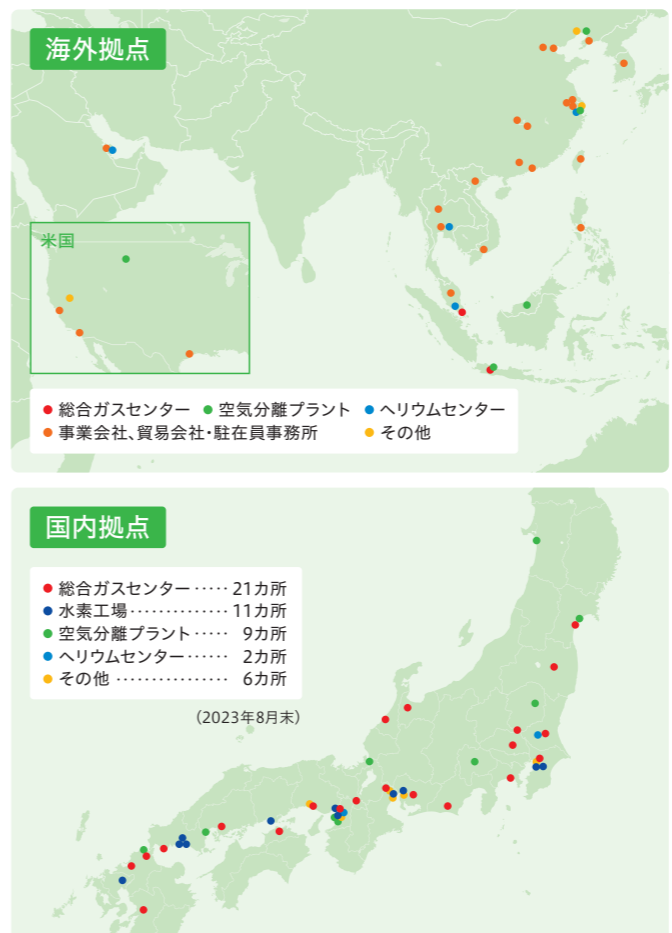 海外拠点
米国
総合ガスセンター 空気分離プラント ヘリウムセンター
事業会社、貿易会社・駐在員事務所 その他
国内拠点
総合ガスセンター‥‥‥21カ所
水素工場‥‥‥‥‥‥‥11カ所
空気分離プラント‥‥‥9カ所
ヘリウムセンター‥‥‥2カ所
その他‥‥‥‥‥‥‥‥6カ所
(2023年8月末)